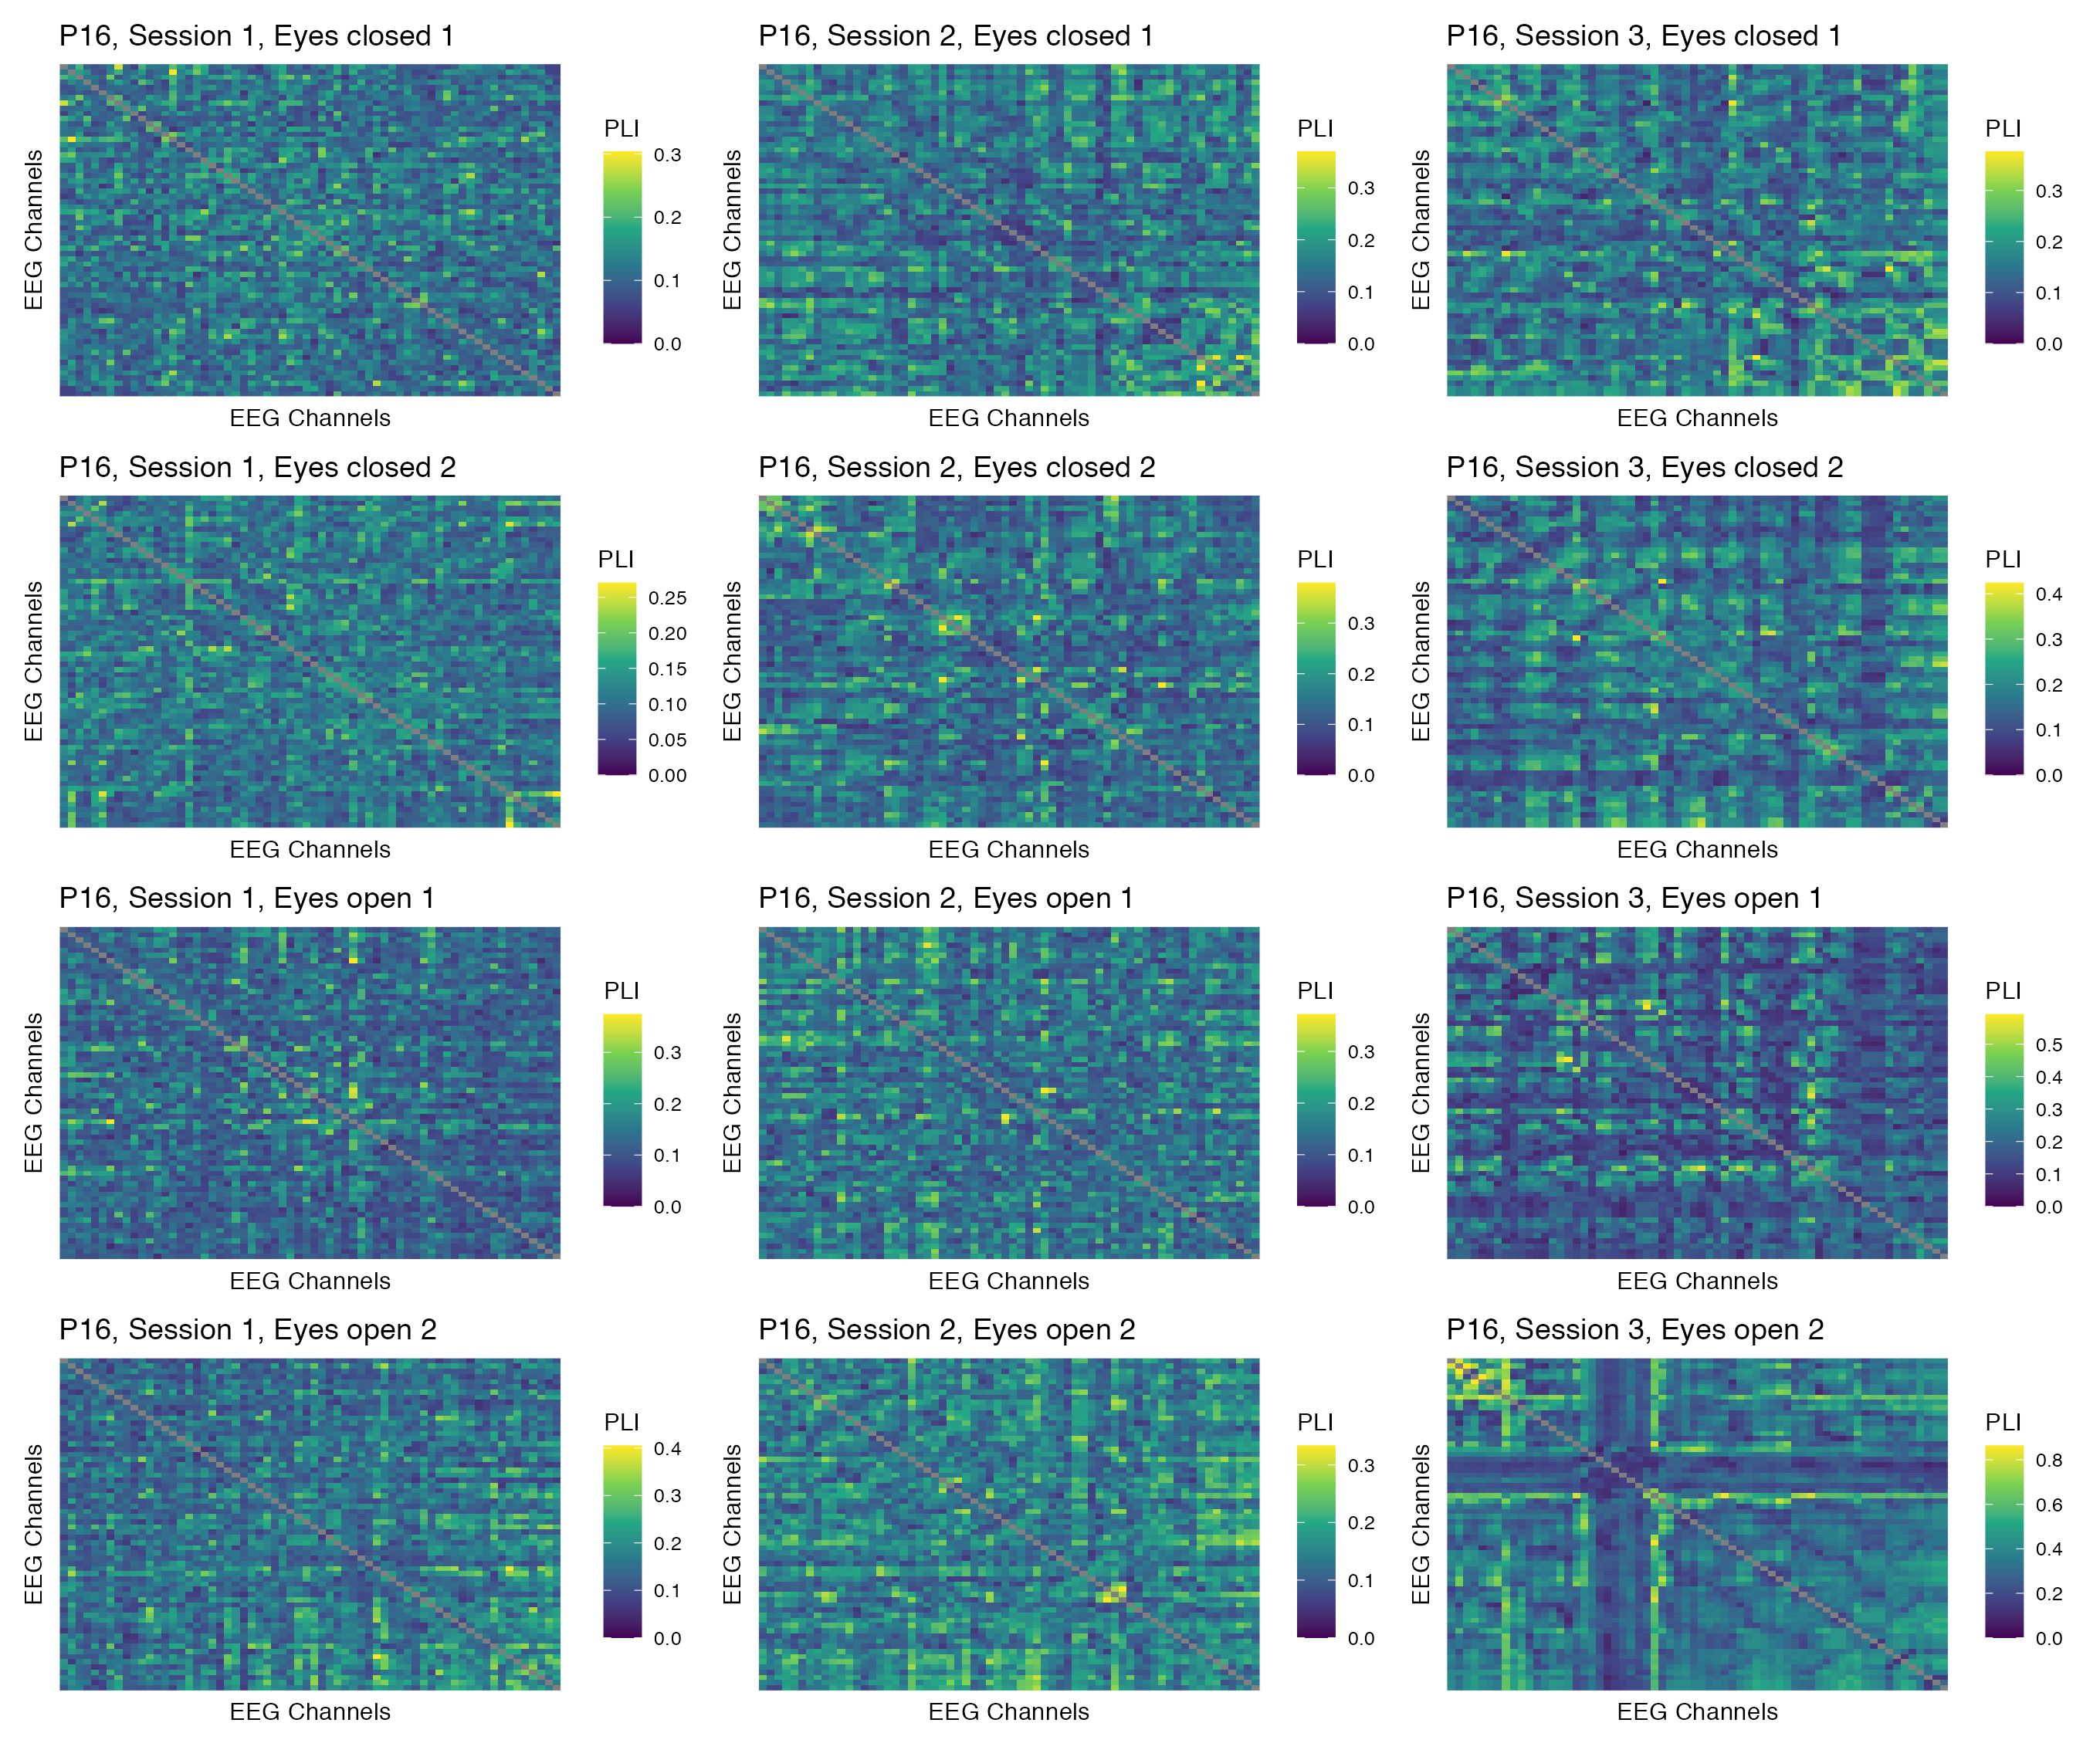 P16, Session 1, Eyes closed 1
EEG Channels
EEG Channels
PLI
0.3
0.2
0.1
0.0
P16, Session 2, Eyes closed 1
EEG Channels
EEG Channels
PLI
0.3
0.2
0.1
0.0
P16, Session 3, Eyes closed 1
EEG Channels
EEG Channels
PLI
0.3
0.2
0.1
0.0
P16, Session 1, Eyes closed 2
EEG Channels
EEG Channels
PLI
0.25
0.20
0.15
0.10
0.05
0.00
P16, Session 2, Eyes closed 2
EEG Channels
EEG Channels
PLI
0.3
0.2
0.1
0.0
P16, Session 3, Eyes closed 2
EEG Channels
EEG Channels
PLI
0.4
0.3
0.2
0.1
0.0
P16, Session 1, Eyes open 1
EEG Channels
EEG Channels
PLI
0.3
0.2
0.1
0.0
P16, Session 2, Eyes open 1
EEG Channels
EEG Channels
PLI
0.3
0.2
0.1
0.0
P16, Session 3, Eyes open 1
EEG Channels
EEG Channels
PLI
0.5
0.4
0.3
0.2
0.1
0.0
P16, Session 1, Eyes open 2
EEG Channels
EEG Channels
PLI
0.4
0.3
0.2
0.1
0.0
P16, Session 2, Eyes open 2
EEG Channels
EEG Channels
PLI
0.3
0.2
0.1
0.0
P16, Session 3, Eyes open 2
EEG Channels
EEG Channels
PLI
0.8
0.6
0.4
0.2
0.0